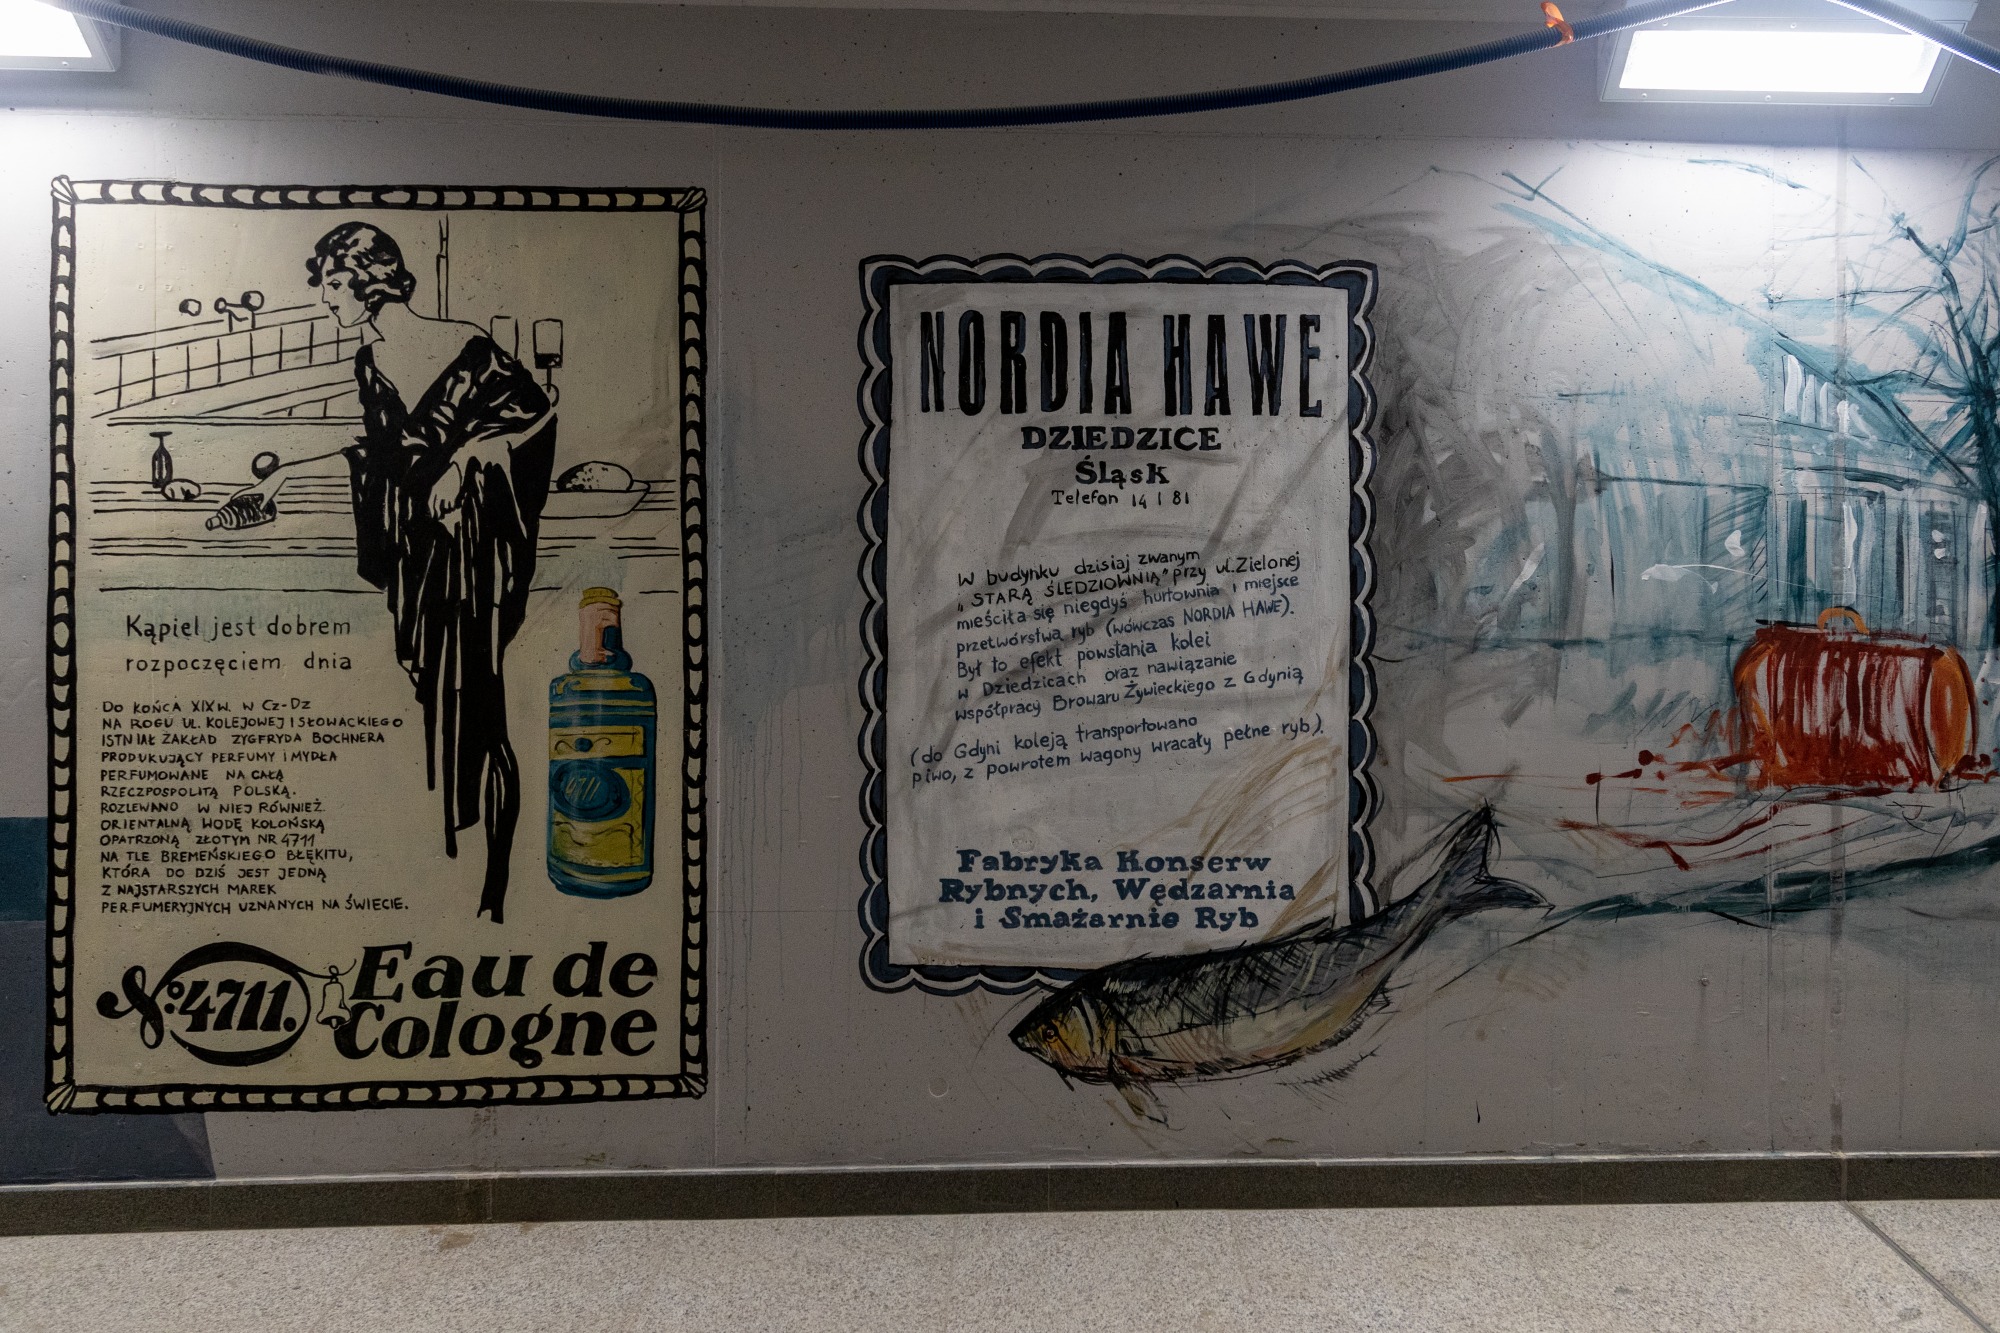 Kąpiel jest dobrem
rozpoczęciem dnia
DO KOŃCA XIX W. W CZ-DZ
NA ROGU UL. KOLEJOWEJ I SŁOWACKIEGO
ISTNIAŁ ZAKŁAD ZYGFRYDA BOCHNERA
PRODUKUJĄCY PERFUMY I MYDŁA
PERFUMOWANE NA CAŁĄ
RZECZPOSPOLITĄ POLSKĄ.
ROZLEWANO W NIEJ RÓWNIEŻ
ORIENTALNĄ WODĘ KOLOŃSKĄ
OPATRZONĄ ZŁOTYM NR 4711
NA TLE BREMEŃSKIEGO BŁĘKITU,
KTÓRA DO DZIŚ JEST JEDNĄ
Z NAJSTARSZYCH MAREK
PERFUMERYJNYCH UZNANYCH NA ŚWIECIE.
4711
No. 4711.
Eau de
Cologne
NORDIA HAWE
DZIEDZICE
Śląsk
Telefon 14 I 81
W budynku dzisiaj zwanym
„STARĄ ŚLEDZIOWNIĄ" przy ul. Zielonej
mieściła się niegdyś hurtownia i miejsce
przetwórstwa ryb (wówczas NORDIA HAWE).
Był to efekt powstania kolei
w Dziedzicach oraz nawiązanie
współpracy Browaru Żywieckiego z Gdynią
(do Gdyni koleją transportowano
piwo, z powrotem wagony wracały pełne ryb).
Fabryka Konserw
Rybnych, Wędzarnia
i Smażarnie Ryb